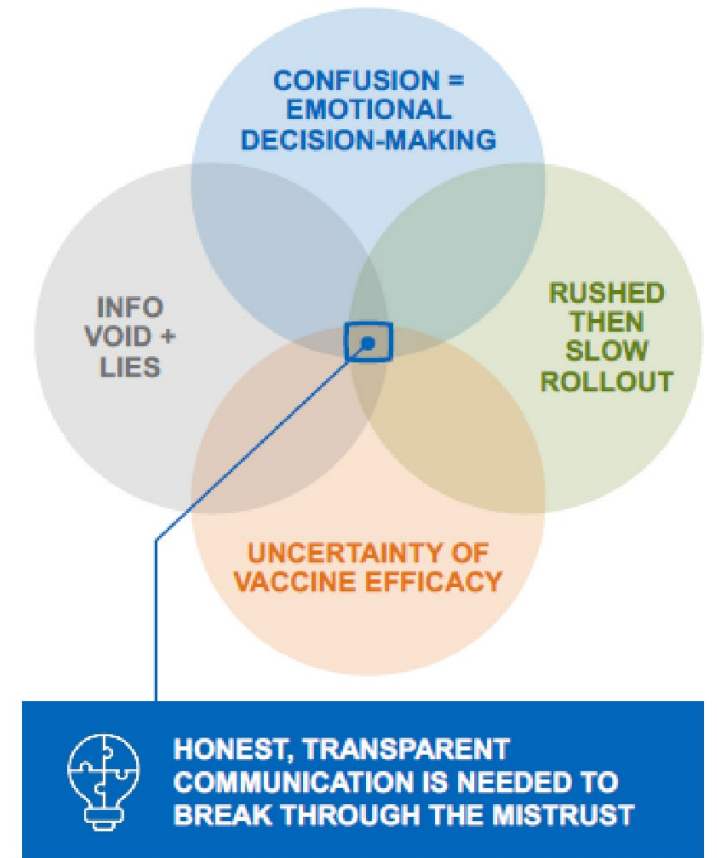 CONFUSION =
EMOTIONAL
DECISION-MAKING
INFO
VOID +
LIES
RUSHED
THEN
SLOW
ROLLOUT
UNCERTAINTY OF
VACCINE EFFICACY
HONEST, TRANSPARENT
COMMUNICATION IS NEEDED TO
BREAK THROUGH THE MISTRUST